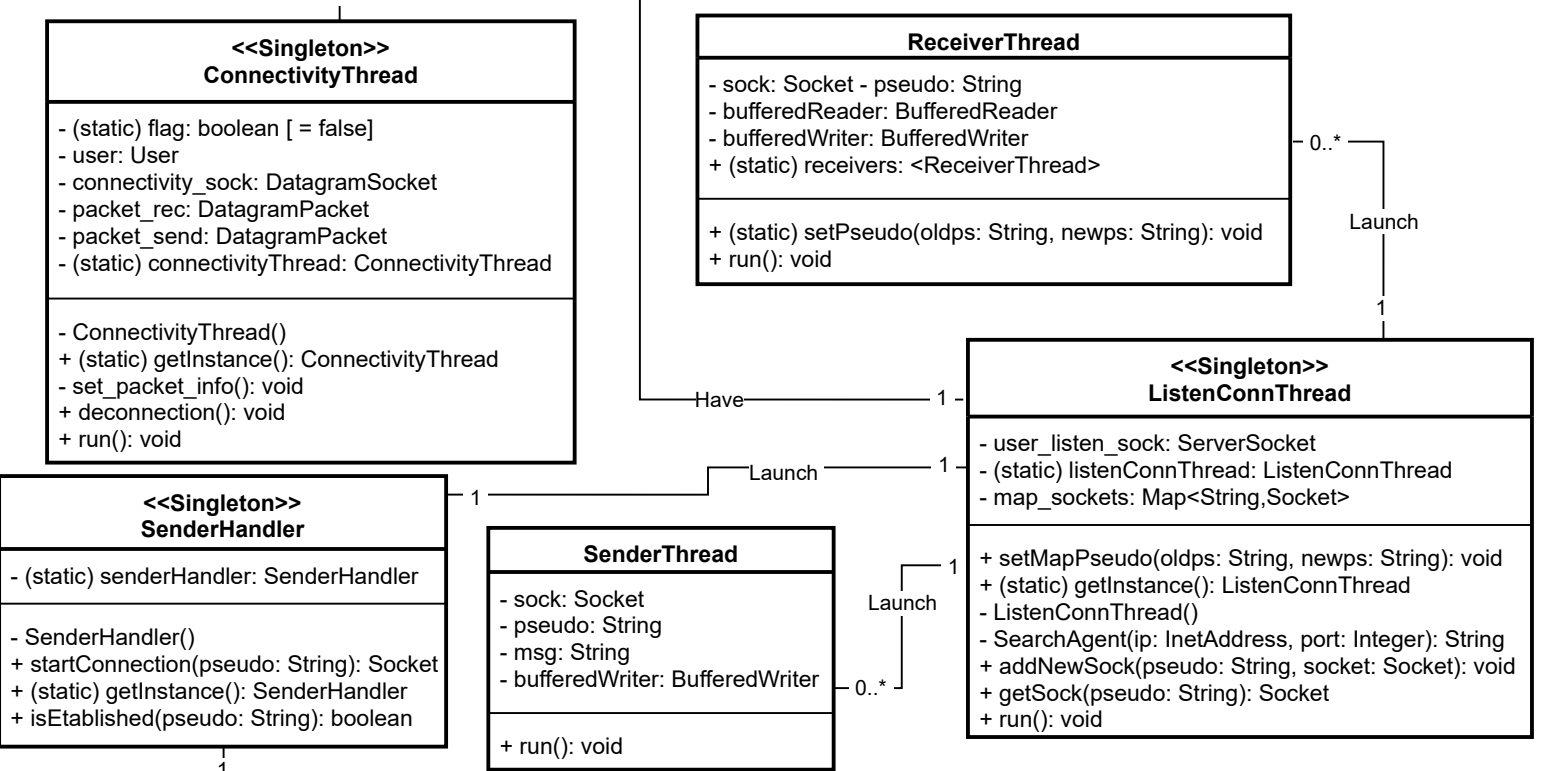 <<Singleton>>
ConnectivityThread
- (static) flag: boolean [ = false]
- user: User
- connectivity_sock: DatagramSocket
- packet_rec: DatagramPacket
- packet_send: DatagramPacket
- (static) connectivityThread: ConnectivityThread
- ConnectivityThread()
+ (static) getInstance(): ConnectivityThread
- set_packet_info(): void
+ deconnection(): void
+ run(): void
ReceiverThread
- sock: Socket - pseudo: String
- bufferedReader: BufferedReader
- bufferedWriter: BufferedWriter
+ (static) receivers: <ReceiverThread>
+ (static) setPseudo(oldps: String, newps: String): void
+ run(): void
0..*
Launch
1
Have
1
<<Singleton>>
ListenConnThread
- user_listen_sock: ServerSocket
- (static) listenConnThread: ListenConnThread
- map_sockets: Map<String,Socket>
+ setMapPseudo(oldps: String, newps: String): void
+ (static) getInstance(): ListenConnThread
- ListenConnThread()
- SearchAgent(ip: InetAddress, port: Integer): String
+ addNewSock(pseudo: String, socket: Socket): void
+ getSock(pseudo: String): Socket
+ run(): void
1
Launch
1
<<Singleton>>
SenderHandler
- (static) senderHandler: SenderHandler
- SenderHandler()
+ startConnection(pseudo: String): Socket
+ (static) getInstance(): SenderHandler
+ isEtablished(pseudo: String): boolean
1
SenderThread
- sock: Socket
- pseudo: String
- msg: String
- bufferedWriter: BufferedWriter
+ run(): void
1
Launch
0..*